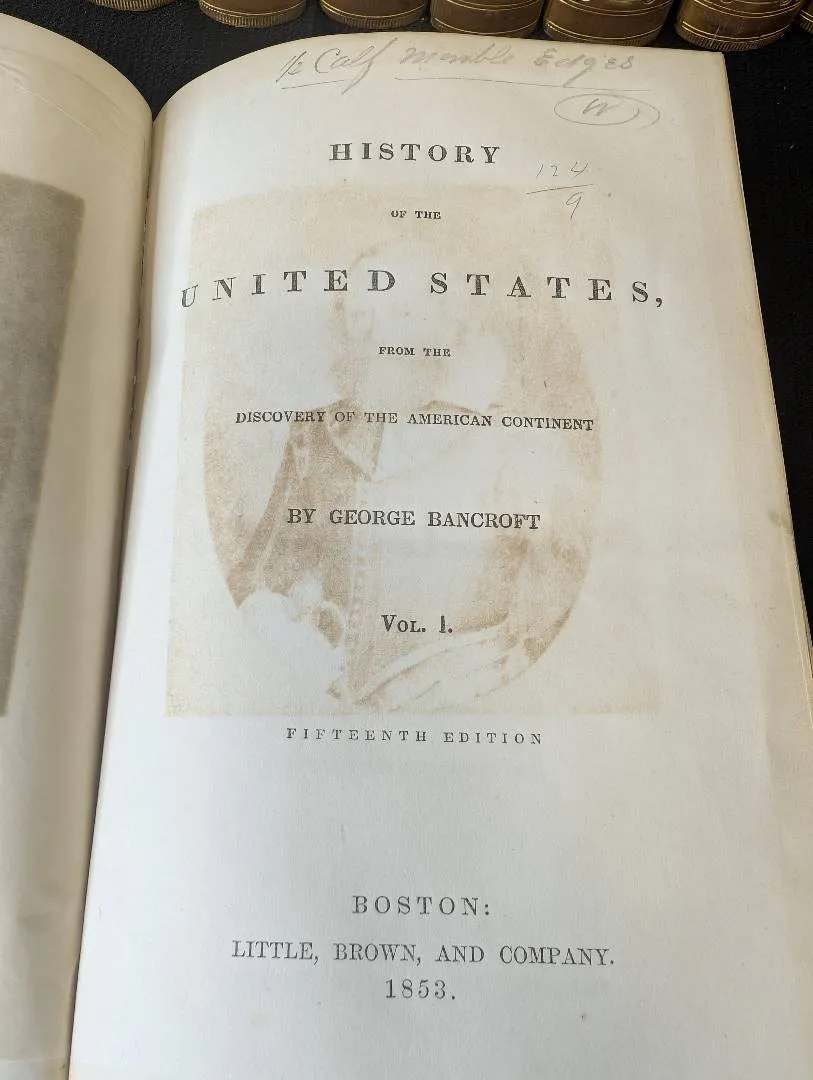 1/2 Calf Marble Edges
W
HISTORY
124
9
OF THE
UNITED STATES,
FROM THE
DISCOVERY OF THE AMERICAN CONTINENT
BY GEORGE BANCROFT
VOL. I.
FIFTEENTH EDITION
BOSTON:
LITTLE, BROWN, AND COMPANY.
1853.